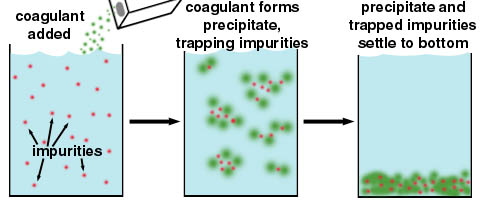 coagulant
added
impurities
coagulant forms
precipitate,
trapping impurities
precipitate and
trapped impurities
settle to bottom